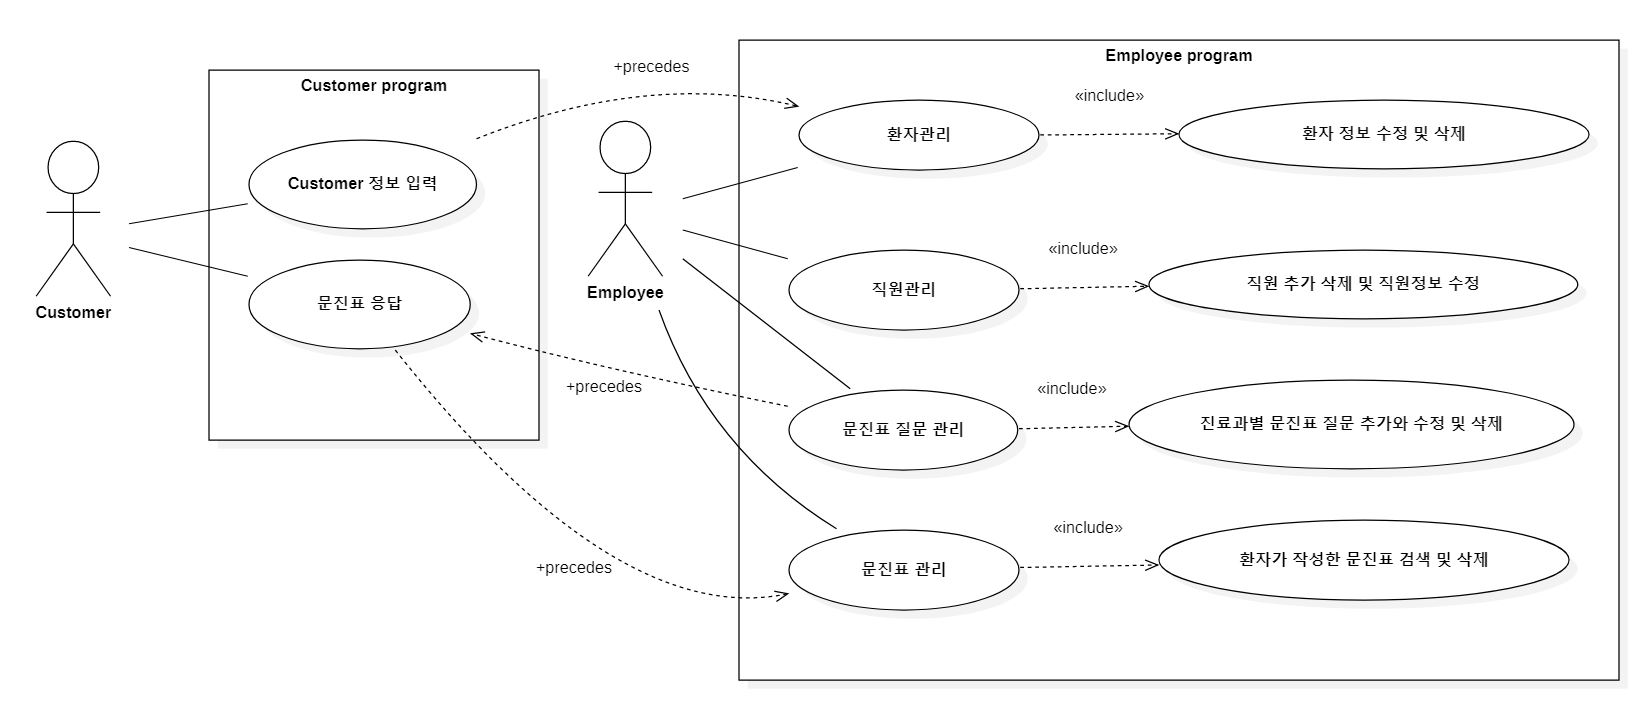 Employee program
+precedes
Customer program
«include»
환자관리
환자 정보 수정 및 삭제
Customer 정보 입력
«include»
직원관리
직원 추가 삭제 및 직원정보 수정
Employee
문진표 응답
Customer
+precedes
«include»
문진표 질문 관리
진료과별 문진표 질문 추가와 수정 및 삭제
«include»
+precedes
문진표 관리
환자가 작성한 문진표 검색 및 삭제